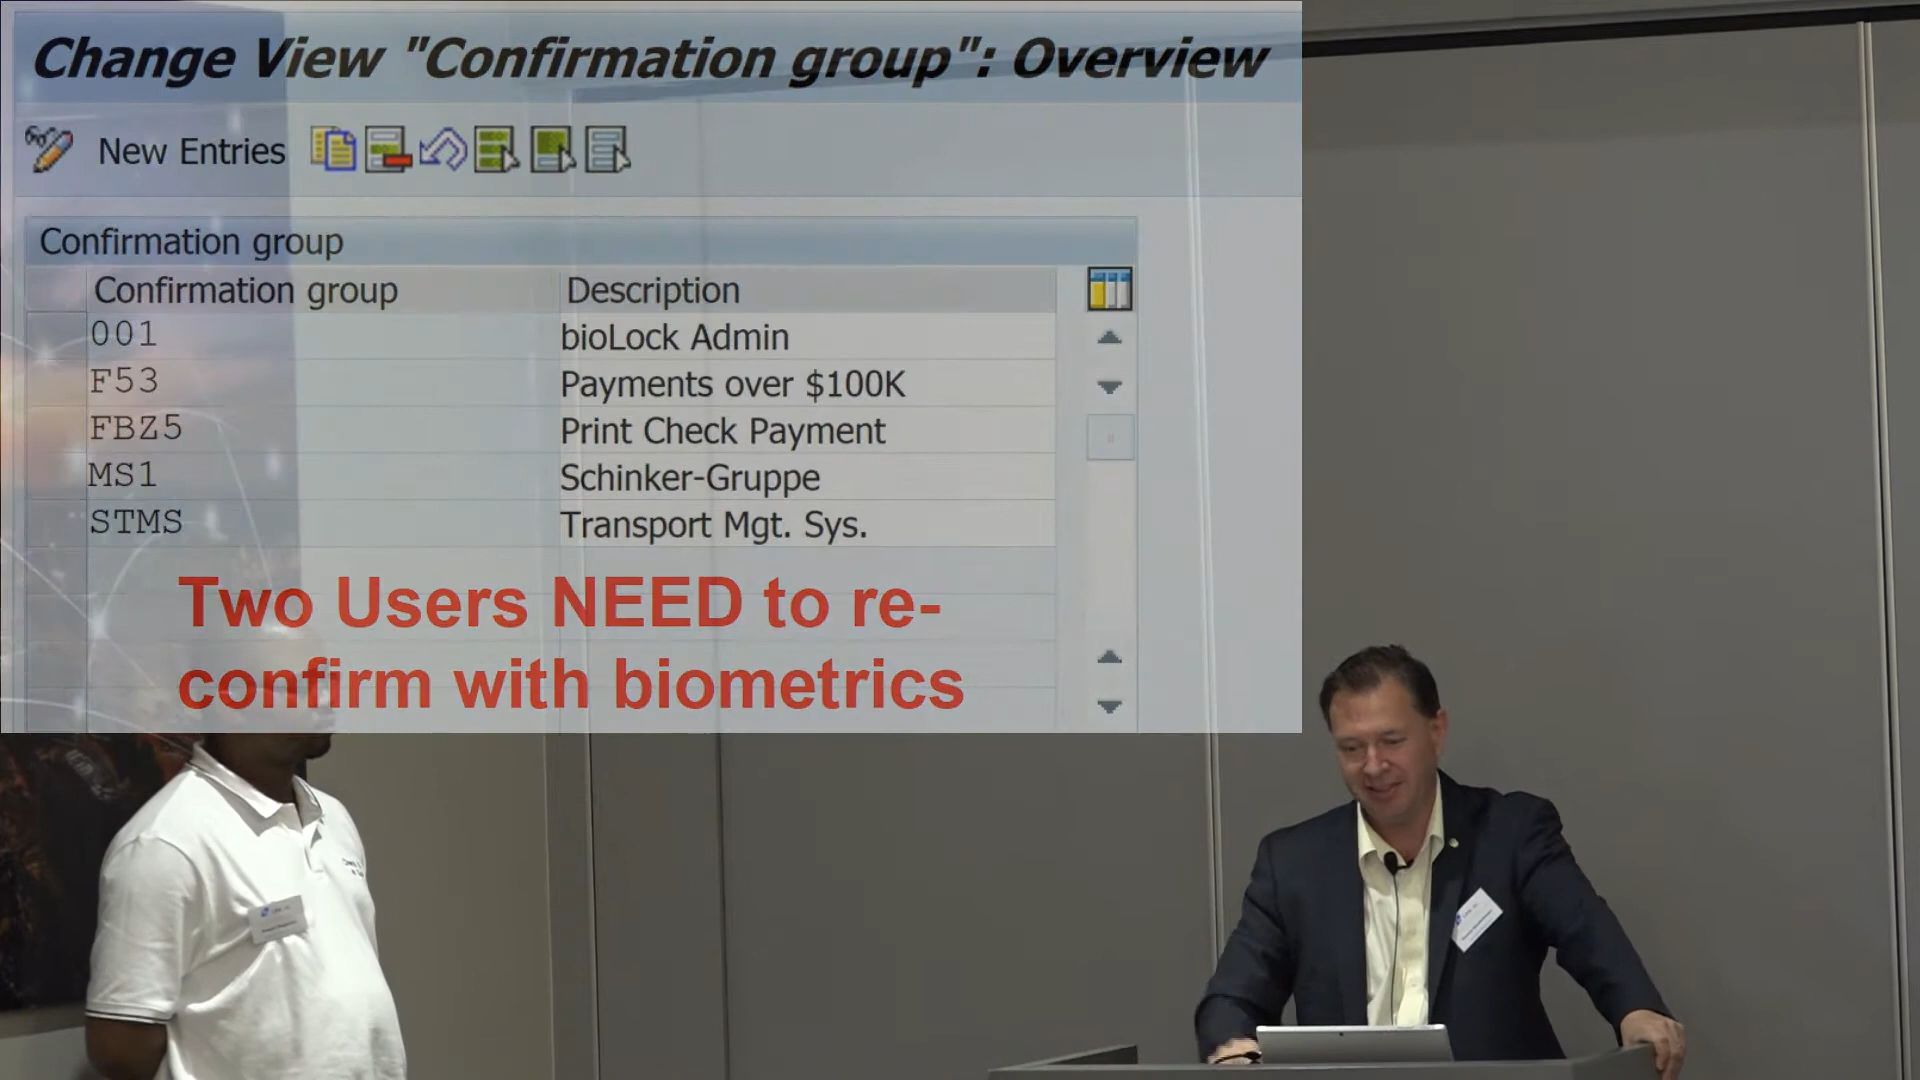 Change View "Confirmation group": Overview
New Entries
Confirmation group
Confirmation group Description
001 bioLock Admin
F53 Payments over $100K
FBZ5 Print Check Payment
MS1 Schinker-Gruppe
STMS Transport Mgt. Sys.
Two Users NEED to re-
confirm with biometrics